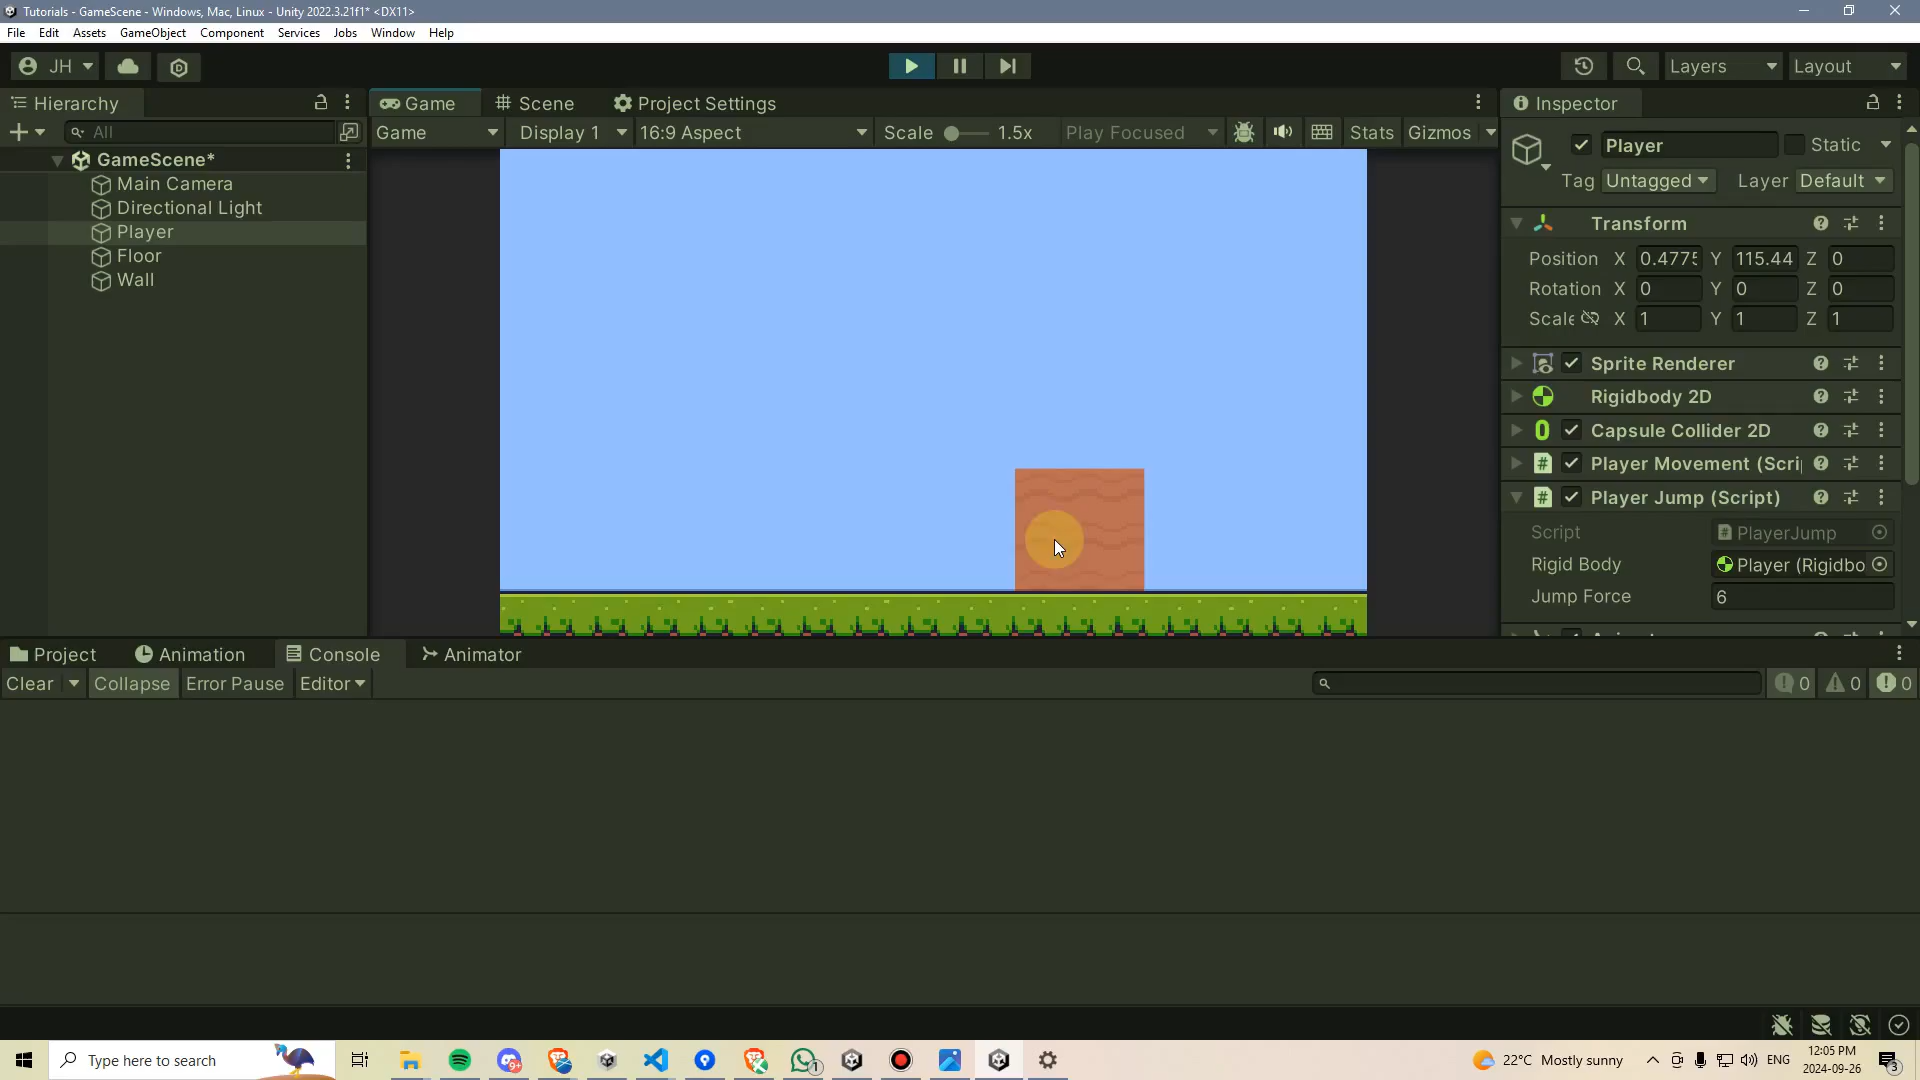 Tutorials - GameScene - Windows, Mac, Linux - Unity 2022.3.21f1* <DX11>
File Edit Assets GameObject Component Services Jobs Window Help
JH
Layers
Layout
Hierarchy
Game
Scene
Project Settings
Inspector
All
Game
Display 1
16:9 Aspect
Scale
1.5x
Play Focused
Stats
Gizmos
Player
Static
GameScene*
Main Camera
Directional Light
Player
Floor
Wall
Tag
Untagged
Layer
Default
Transform
Position X 0.4775 Y 115.44 Z 0
Rotation X 0 Y 0 Z 0
Scale X 1 Y 1 Z 1
Sprite Renderer
Rigidbody 2D
Capsule Collider 2D
# Player Movement (Scri
# Player Jump (Script)
Script
# PlayerJump
Rigid Body
Player (Rigidbo
Jump Force
6
Project
Animation
Console
Animator
Clear
Collapse
Error Pause
Editor
0
0
0
Type here to search
9+
1
22°C Mostly sunny
ENG
12:05 PM
2024-09-26
3